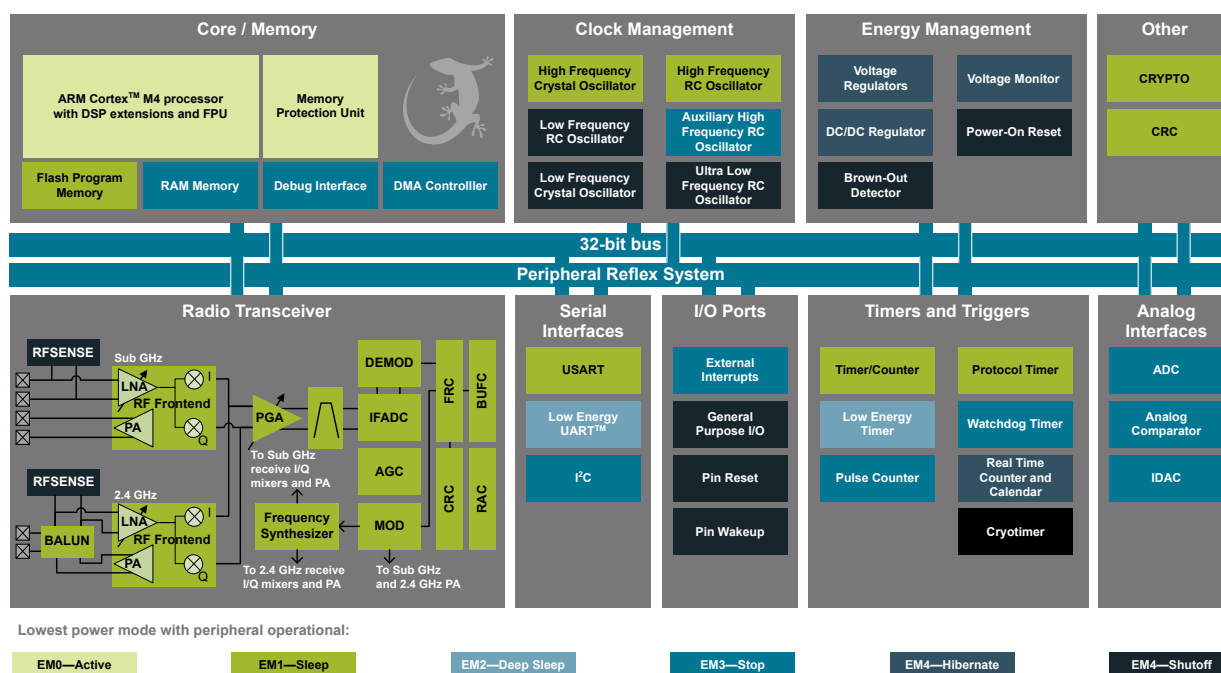 Core / Memory
ARM Cortex™ M4 processor
with DSP extensions and FPU
Memory
Protection Unit
Flash Program
Memory
RAM Memory
Debug Interface
DMA Controlller
Clock Management
High Frequency
Crystal Oscillator
High Frequency
RC Oscillator
Low Frequency
RC Oscillator
Auxiliary High
Frequency RC
Oscillator
Low Frequency
Crystal Oscillator
Ultra Low
Frequency RC
Oscillator
Energy Management
Voltage
Regulators
Voltage Monitor
DC/DC Regulator
Power-On Reset
Brown-Out
Detector
Other
CRYPTO
CRC
32-bit bus
Peripheral Reflex System
Radio Transceiver
RFSENSE
Sub GHz
LNA
I
RF Frontend
PA
Q
RFSENSE
BALUN
2.4 GHz
LNA
I
RF Frontend
PA
Q
PGA
To Sub GHz
receive I/Q
mixers and PA
Frequency
Synthesizer
To 2.4 GHz receive
I/Q mixers and PA
DEMOD
IFADC
AGC
MOD
To Sub GHz
and 2.4 GHz PA
FRC
BUFC
CRC
RAC
Serial
Interfaces
USART
Low Energy
UART™
I²C
I/O Ports
External
Interrupts
General
Purpose I/O
Pin Reset
Pin Wakeup
Timers and Triggers
Timer/Counter
Protocol Timer
Low Energy
Timer
Watchdog Timer
Pulse Counter
Real Time
Counter and
Calendar
Cryotimer
Analog
Interfaces
ADC
Analog
Comparator
IDAC
Lowest power mode with peripheral operational:
EM0—Active
EM1—Sleep
EM2—Deep Sleep
EM3—Stop
EM4—Hibernate
EM4—Shutoff